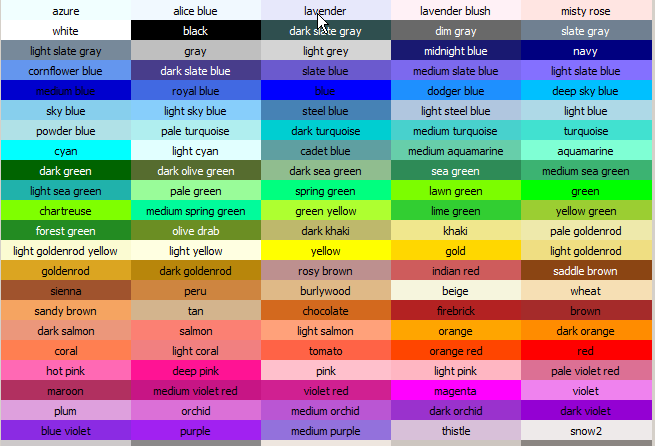 azure alice blue lavender lavender blush misty rose
white black dark slate gray dim gray slate gray
light slate gray gray light grey midnight blue navy
cornflower blue dark slate blue slate blue medium slate blue light slate blue
medium blue royal blue blue dodger blue deep sky blue
sky blue light sky blue steel blue light steel blue light blue
powder blue pale turquoise dark turquoise medium turquoise turquoise
cyan light cyan cadet blue medium aquamarine aquamarine
dark green dark olive green dark sea green sea green medium sea green
light sea green pale green spring green lawn green green
chartreuse medium spring green green yellow lime green yellow green
forest green olive drab dark khaki khaki pale goldenrod
light goldenrod yellow light yellow yellow gold light goldenrod
goldenrod dark goldenrod rosy brown indian red saddle brown
sienna peru burlywood beige wheat
sandy brown tan chocolate firebrick brown
dark salmon salmon light salmon orange dark orange
coral light coral tomato orange red red
hot pink deep pink pink light pink pale violet red
maroon medium violet red violet red magenta violet
plum orchid medium orchid dark orchid dark violet
blue violet purple medium purple thistle snow2